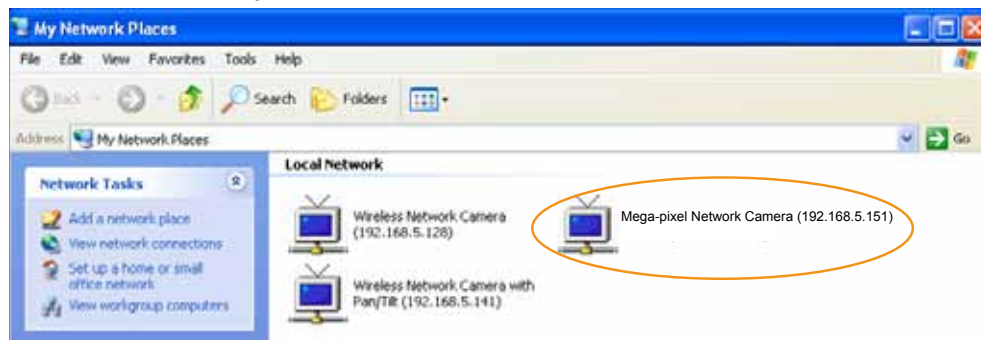 My Network Places
File Edit View Favorites Tools Help
Back Search Folders
Address My Network Places Go
Local Network
Network Tasks
Add a network place
View network connections
Set up a home or small
office network
View workgroup computers
Wireless Network Camera
(192.168.5.128)
Mega-pixel Network Camera (192.168.5.151)
Wireless Network Camera with
Pan/Tilt (192.168.5.141)